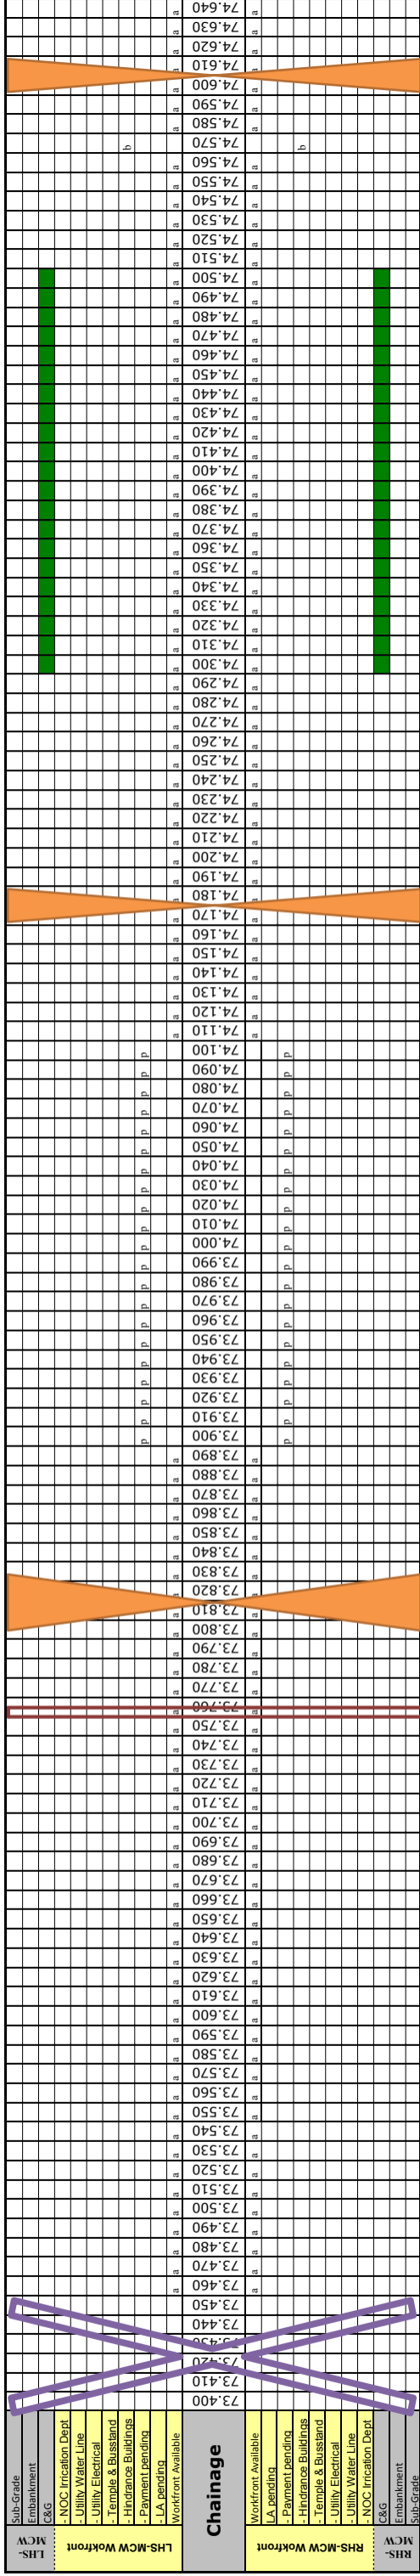 a 74.640 a
a 74.630 a
a 74.620 a
a 74.610 a
a 74.600 a
a 74.590 a
a 74.580 a
b 74.570 b
a 74.560 a
a 74.550 a
a 74.540 a
a 74.530 a
a 74.520 a
a 74.510 a
a 74.500 a
a 74.490 a
a 74.480 a
a 74.470 a
a 74.460 a
a 74.450 a
a 74.440 a
a 74.430 a
a 74.420 a
a 74.410 a
a 74.400 a
a 74.390 a
a 74.380 a
a 74.370 a
a 74.360 a
a 74.350 a
a 74.340 a
a 74.330 a
a 74.320 a
a 74.310 a
a 74.300 a
a 74.290 a
a 74.280 a
a 74.270 a
a 74.260 a
a 74.250 a
a 74.240 a
a 74.230 a
a 74.220 a
a 74.210 a
a 74.200 a
a 74.190 a
a 74.180 a
a 74.170 a
a 74.160 a
a 74.150 a
a 74.140 a
a 74.130 a
a 74.120 a
a 74.110 a
p 74.100 p
p 74.090 p
p 74.080 p
p 74.070 p
p 74.060 p
p 74.050 p
p 74.040 p
p 74.030 p
p 74.020 p
p 74.010 p
p 74.000 p
p 73.990 p
p 73.980 p
p 73.970 p
p 73.960 p
p 73.950 p
p 73.940 p
p 73.930 p
p 73.920 p
p 73.910 p
p 73.900 p
a 73.890 a
a 73.880 a
a 73.870 a
a 73.860 a
a 73.850 a
a 73.840 a
a 73.830 a
a 73.820 a
a 73.810 a
a 73.800 a
a 73.790 a
a 73.780 a
a 73.770 a
a 73.760 a
a 73.750 a
a 73.740 a
a 73.730 a
a 73.720 a
a 73.710 a
a 73.700 a
a 73.690 a
a 73.680 a
a 73.670 a
a 73.660 a
a 73.650 a
a 73.640 a
a 73.630 a
a 73.620 a
a 73.610 a
a 73.600 a
a 73.590 a
a 73.580 a
a 73.570 a
a 73.560 a
a 73.550 a
a 73.540 a
a 73.530 a
a 73.520 a
a 73.510 a
a 73.500 a
a 73.490 a
a 73.480 a
a 73.470 a
a 73.460 a
73.450
73.440
73.430
73.420
73.410
73.400
Sub-Grade
Embankment
C&G
- NOC Irrication Dept
- Utility Water Line
- Utility Electrical
- Temple & Busstand
- Hindrance Buildings
- Payment pending
- LA pending
Workfront Available
Chainage
Workfront Available
LA pending
- Payment pending
- Hindrance Buildings
- Temple & Busstand
- Utility Electrical
- Utility Water Line
- NOC Irrication Dept
C&G
Embankment
Sub-Grade
LHS-
MCW
LHS-MCW Wokfront
RHS-MCW Wokfront
RHS-
MCW